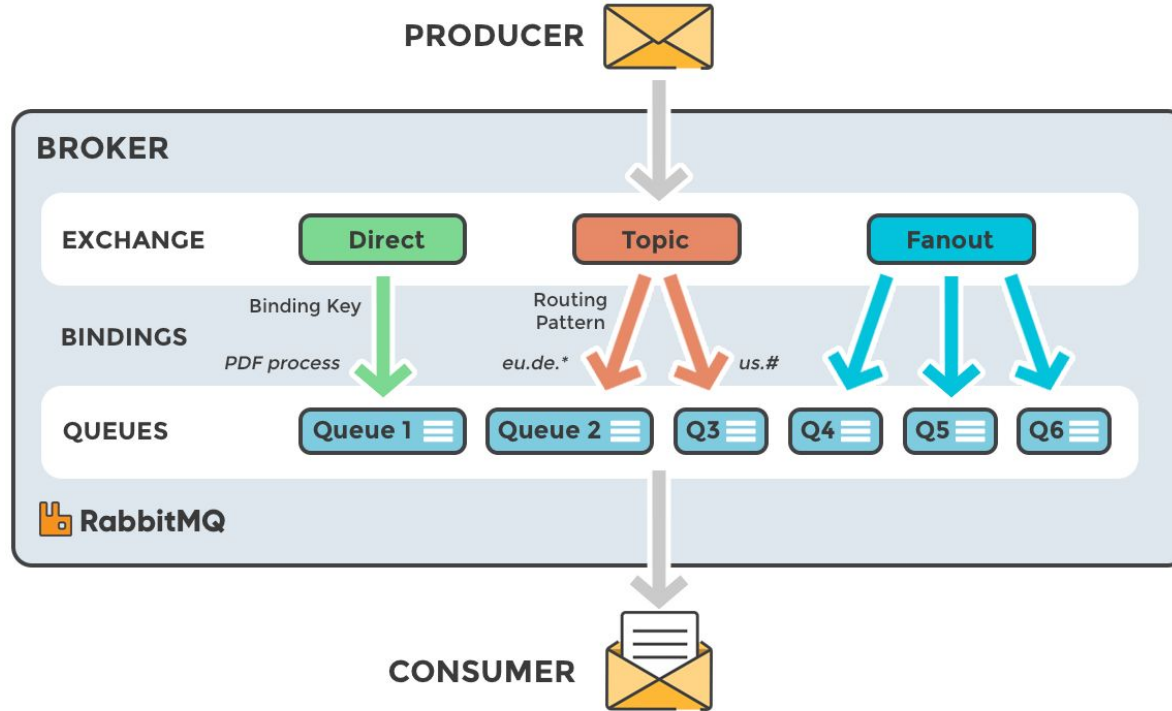 PRODUCER
BROKER
EXCHANGE
Direct
Topic
Fanout
Binding Key
Routing
Pattern
BINDINGS
PDF process
eu.de.*
us.#
QUEUES
Queue 1
Queue 2
Q3
Q4
Q5
Q6
RabbitMQ
CONSUMER